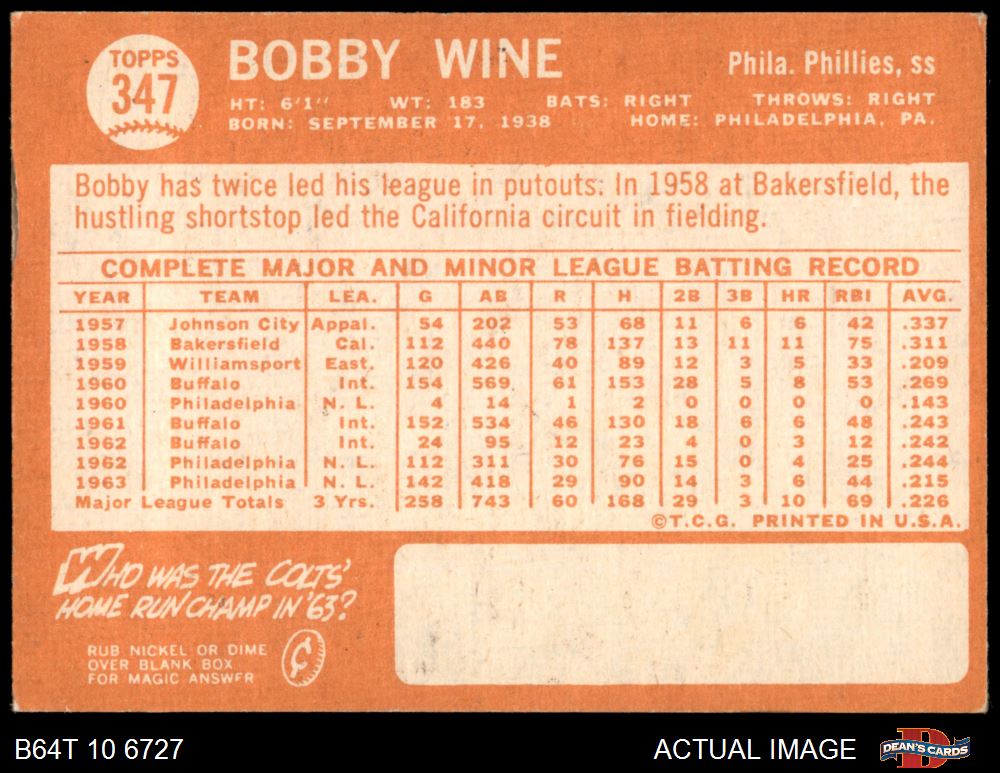 TOPPS
347
BOBBY WINE
Phila. Phillies, ss
HT: 6'1" WT: 183 BATS: RIGHT THROWS: RIGHT
BORN: SEPTEMBER 17, 1938 HOME: PHILADELPHIA, PA.
Bobby has twice led his league in putouts: In 1958 at Bakersfield, the
hustling shortstop led the California circuit in fielding.
COMPLETE MAJOR AND MINOR LEAGUE BATTING RECORD
YEAR TEAM LEA. G AB R H 2B 3B HR RBI AVG.
1957 Johnson City Appal. 54 202 53 68 11 6 6 42 .337
1958 Bakersfield Cal. 112 440 78 137 13 11 11 75 .311
1959 Williamsport East. 120 426 40 89 12 3 5 33 .209
1960 Buffalo Int. 154 569 61 153 28 5 8 53 .269
1960 Philadelphia N. L. 4 14 1 2 0 0 0 0 .143
1961 Buffalo Int. 152 534 46 130 18 6 6 48 .243
1962 Buffalo Int. 24 95 12 23 4 0 3 12 .242
1962 Philadelphia N. L. 112 311 30 76 15 0 4 25 .244
1963 Philadelphia N. L. 142 418 29 90 14 3 6 44 .215
Major League Totals 3 Yrs. 258 743 60 168 29 3 10 69 .226
©T.C.G. PRINTED IN U.S.A.
WHO WAS THE COLTS'
HOME RUN CHAMP IN '63?
RUB NICKEL OR DIME
OVER BLANK BOX
FOR MAGIC ANSWER
¢
B64T 10 6727
ACTUAL IMAGE
DEAN'S CARDS